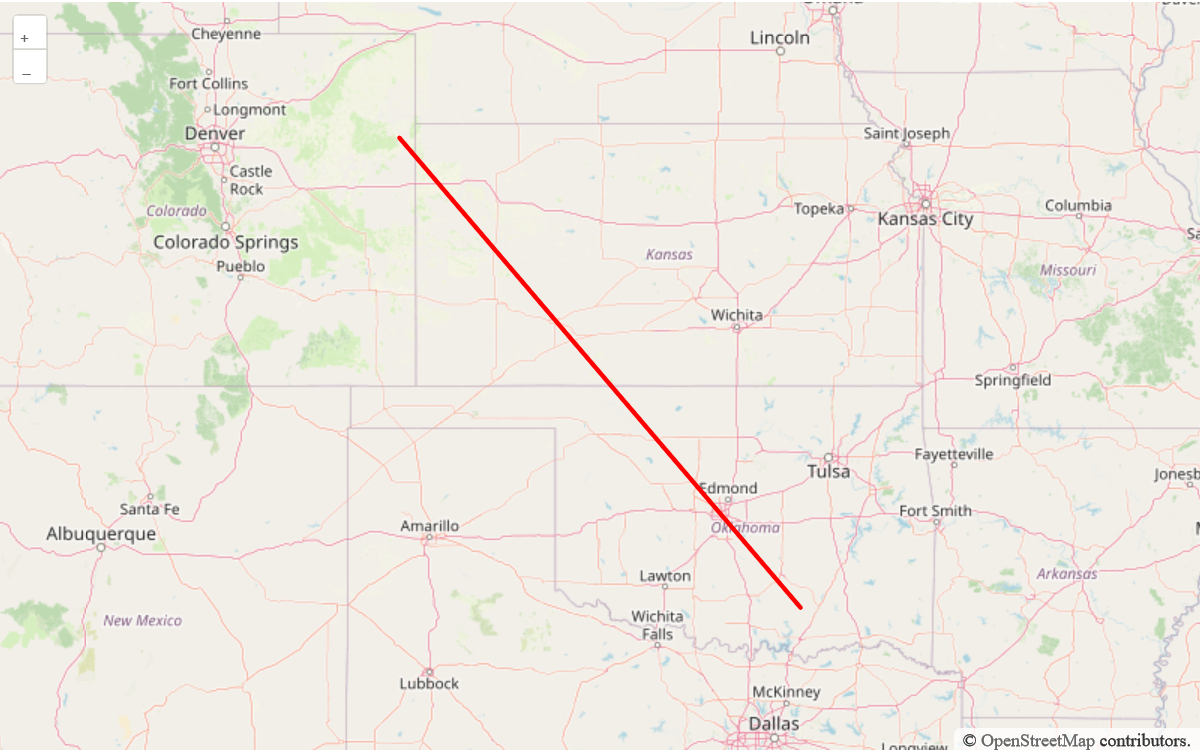 +
−
Cheyenne
Lincoln
Fort Collins
Longmont
Denver
Saint Joseph
Castle
Rock
Colorado
Topeka
Kansas City
Columbia
Colorado Springs
Kansas
Pueblo
Missouri
Wichita
Springfield
Fayetteville
Tulsa
Edmond
Santa Fe
Fort Smith
Albuquerque
Amarillo
Oklahoma
Lawton
Arkansas
New Mexico
Wichita
Falls
Lubbock
McKinney
Dallas
© OpenStreetMap contributors.